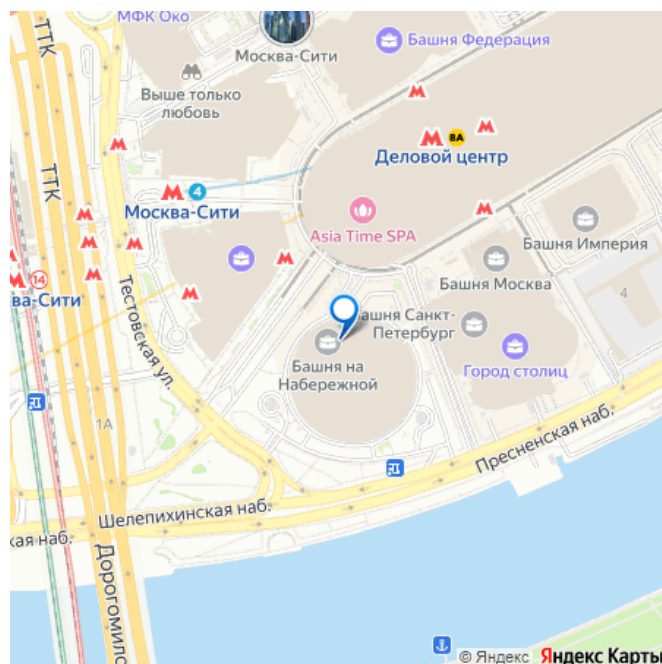 МФК Око
ТТК
Москва-Сити
Башня Федерация
Выше только
любовь
8А
Деловой центр
ТТК
4
Москва-Сити
Asia Time SPA
Башня Империя
Башня Москва
14
ва-Сити
4
Тестовская ул.
Башня Санкт-
Петербург
Башня на
Набережной
Город столиц
1А
Пресненская наб.
Шелепихинская наб.
кая наб.
Дорогомило
© Яндекс Яндекс Карты